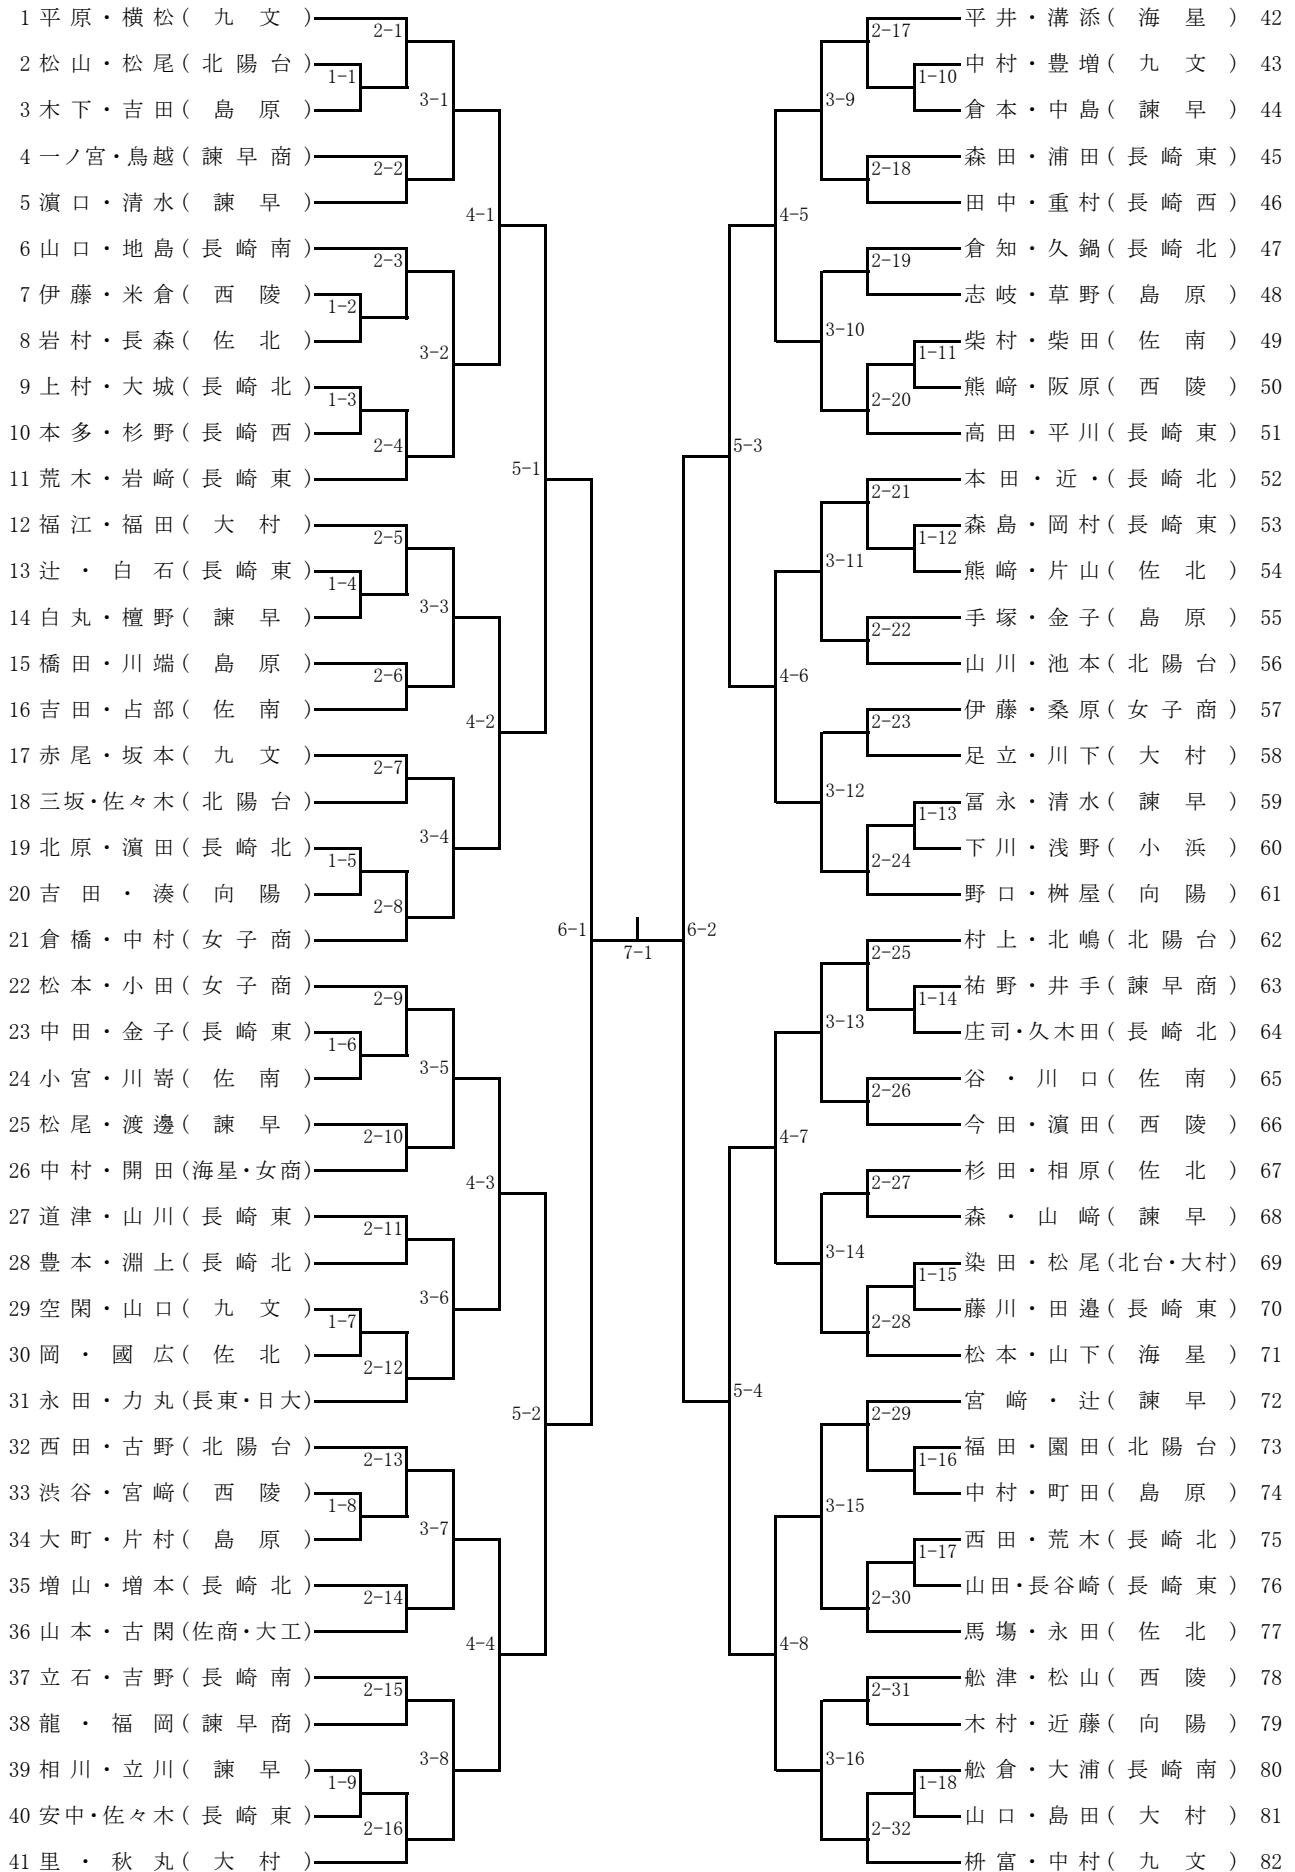 1 平原・横松(九文)
2-1
2 松山・松尾(北陽台)
1-1
3 木下・吉田(島原)
3-1
4 一ノ宮・鳥越(諫早商)
2-2
5 濵口・清水(諫早)
4-1
6 山口・地島(長崎南)
2-3
7 伊藤・米倉(西陵)
1-2
8 岩村・長森(佐北)
3-2
9 上村・大城(長崎北)
1-3
10 本多・杉野(長崎西)
2-4
11 荒木・岩﨑(長崎東)
5-1
12 福江・福田(大村)
2-5
13 辻・白石(長崎東)
1-4
14 白丸・檀野(諫早)
3-3
15 橋田・川端(島原)
2-6
16 吉田・占部(佐南)
4-2
17 赤尾・坂本(九文)
2-7
18 三坂・佐々木(北陽台)
3-4
19 北原・濵田(長崎北)
1-5
20 吉田・湊(向陽)
2-8
21 倉橋・中村(女子商)
6-1
22 松本・小田(女子商)
2-9
23 中田・金子(長崎東)
1-6
24 小宮・川嵜(佐南)
3-5
25 松尾・渡邊(諫早)
2-10
26 中村・開田(海星・女商)
4-3
27 道津・山川(長崎東)
2-11
28 豊本・淵上(長崎北)
3-6
29 空閑・山口(九文)
1-7
30 岡・國広(佐北)
2-12
31 永田・力丸(長東・日大)
5-2
32 西田・古野(北陽台)
2-13
33 渋谷・宮﨑(西陵)
1-8
34 大町・片村(島原)
3-7
35 増山・増本(長崎北)
2-14
36 山本・古閑(佐商・大工)
4-4
37 立石・吉野(長崎南)
2-15
38 龍・福岡(諫早商)
3-8
39 相川・立川(諫早)
1-9
40 安中・佐々木(長崎東)
2-16
41 里・秋丸(大村)
7-1
平井・溝添(海星) 42
2-17
中村・豊増(九文) 43
1-10
倉本・中島(諫早) 44
3-9
森田・浦田(長崎東) 45
2-18
田中・重村(長崎西) 46
4-5
倉知・久鍋(長崎北) 47
2-19
志岐・草野(島原) 48
3-10
柴村・柴田(佐南) 49
1-11
熊﨑・阪原(西陵) 50
2-20
高田・平川(長崎東) 51
5-3
本田・近・(長崎北) 52
2-21
森島・岡村(長崎東) 53
1-12
熊﨑・片山(佐北) 54
3-11
手塚・金子(島原) 55
2-22
山川・池本(北陽台) 56
4-6
伊藤・桑原(女子商) 57
2-23
足立・川下(大村) 58
3-12
冨永・清水(諫早) 59
1-13
下川・浅野(小浜) 60
2-24
野口・桝屋(向陽) 61
6-2
村上・北嶋(北陽台) 62
2-25
祐野・井手(諫早商) 63
1-14
庄司・久木田(長崎北) 64
3-13
谷・川口(佐南) 65
2-26
今田・濵田(西陵) 66
4-7
杉田・相原(佐北) 67
2-27
森・山﨑(諫早) 68
3-14
染田・松尾(北台・大村) 69
1-15
藤川・田邉(長崎東) 70
2-28
松本・山下(海星) 71
5-4
宮﨑・辻(諫早) 72
2-29
福田・園田(北陽台) 73
1-16
中村・町田(島原) 74
3-15
西田・荒木(長崎北) 75
1-17
山田・長谷崎(長崎東) 76
2-30
馬場・永田(佐北) 77
4-8
舩津・松山(西陵) 78
2-31
木村・近藤(向陽) 79
3-16
舩倉・大浦(長崎南) 80
1-18
山口・島田(大村) 81
2-32
枡富・中村(九文) 82